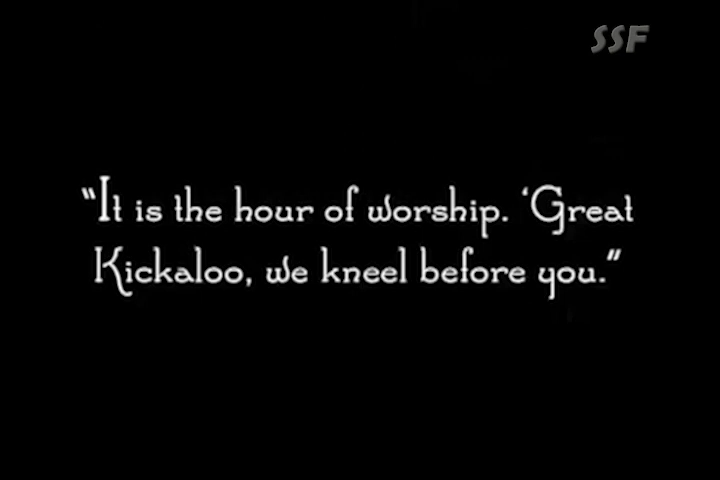 SSF
“It is the hour of worship. ‘Great
Kickaloo, we kneel before you.”